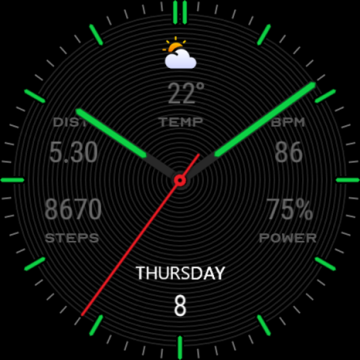 22°
DIST TEMP BPM
5.30 86
8670 75%
STEPS POWER
THURSDAY
8